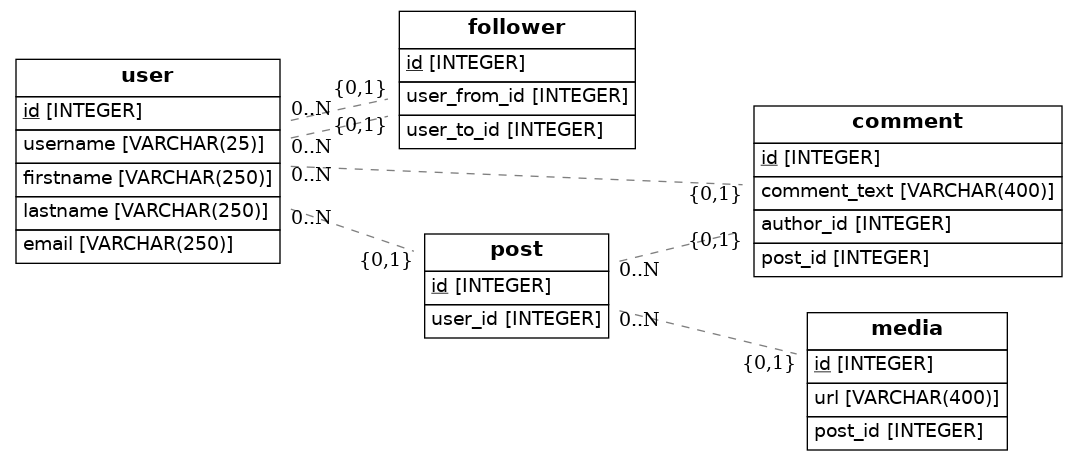 user
id [INTEGER]
username [VARCHAR(25)]
firstname [VARCHAR(250)]
lastname [VARCHAR(250)]
email [VARCHAR(250)]
0..N
{0,1}
0..N
{0,1}
0..N
{0,1}
0..N
{0,1}
follower
id [INTEGER]
user_from_id [INTEGER]
user_to_id [INTEGER]
post
id [INTEGER]
user_id [INTEGER]
0..N
{0,1}
0..N
{0,1}
comment
id [INTEGER]
comment_text [VARCHAR(400)]
author_id [INTEGER]
post_id [INTEGER]
media
id [INTEGER]
url [VARCHAR(400)]
post_id [INTEGER]